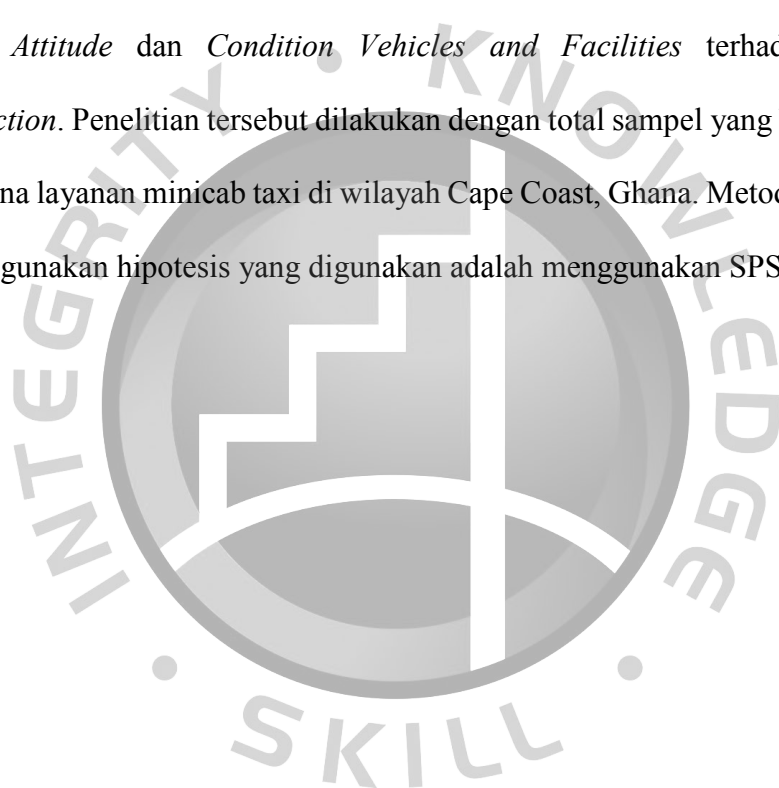 Attitude dan Condition Vehicles and Facilities terhad
ction. Penelitian tersebut dilakukan dengan total sampel yang
na layanan minicab taxi di wilayah Cape Coast, Ghana. Metod
gunakan hipotesis yang digunakan adalah menggunakan SPS
INTEGRITY • KNOWLEDGE • SKILL •